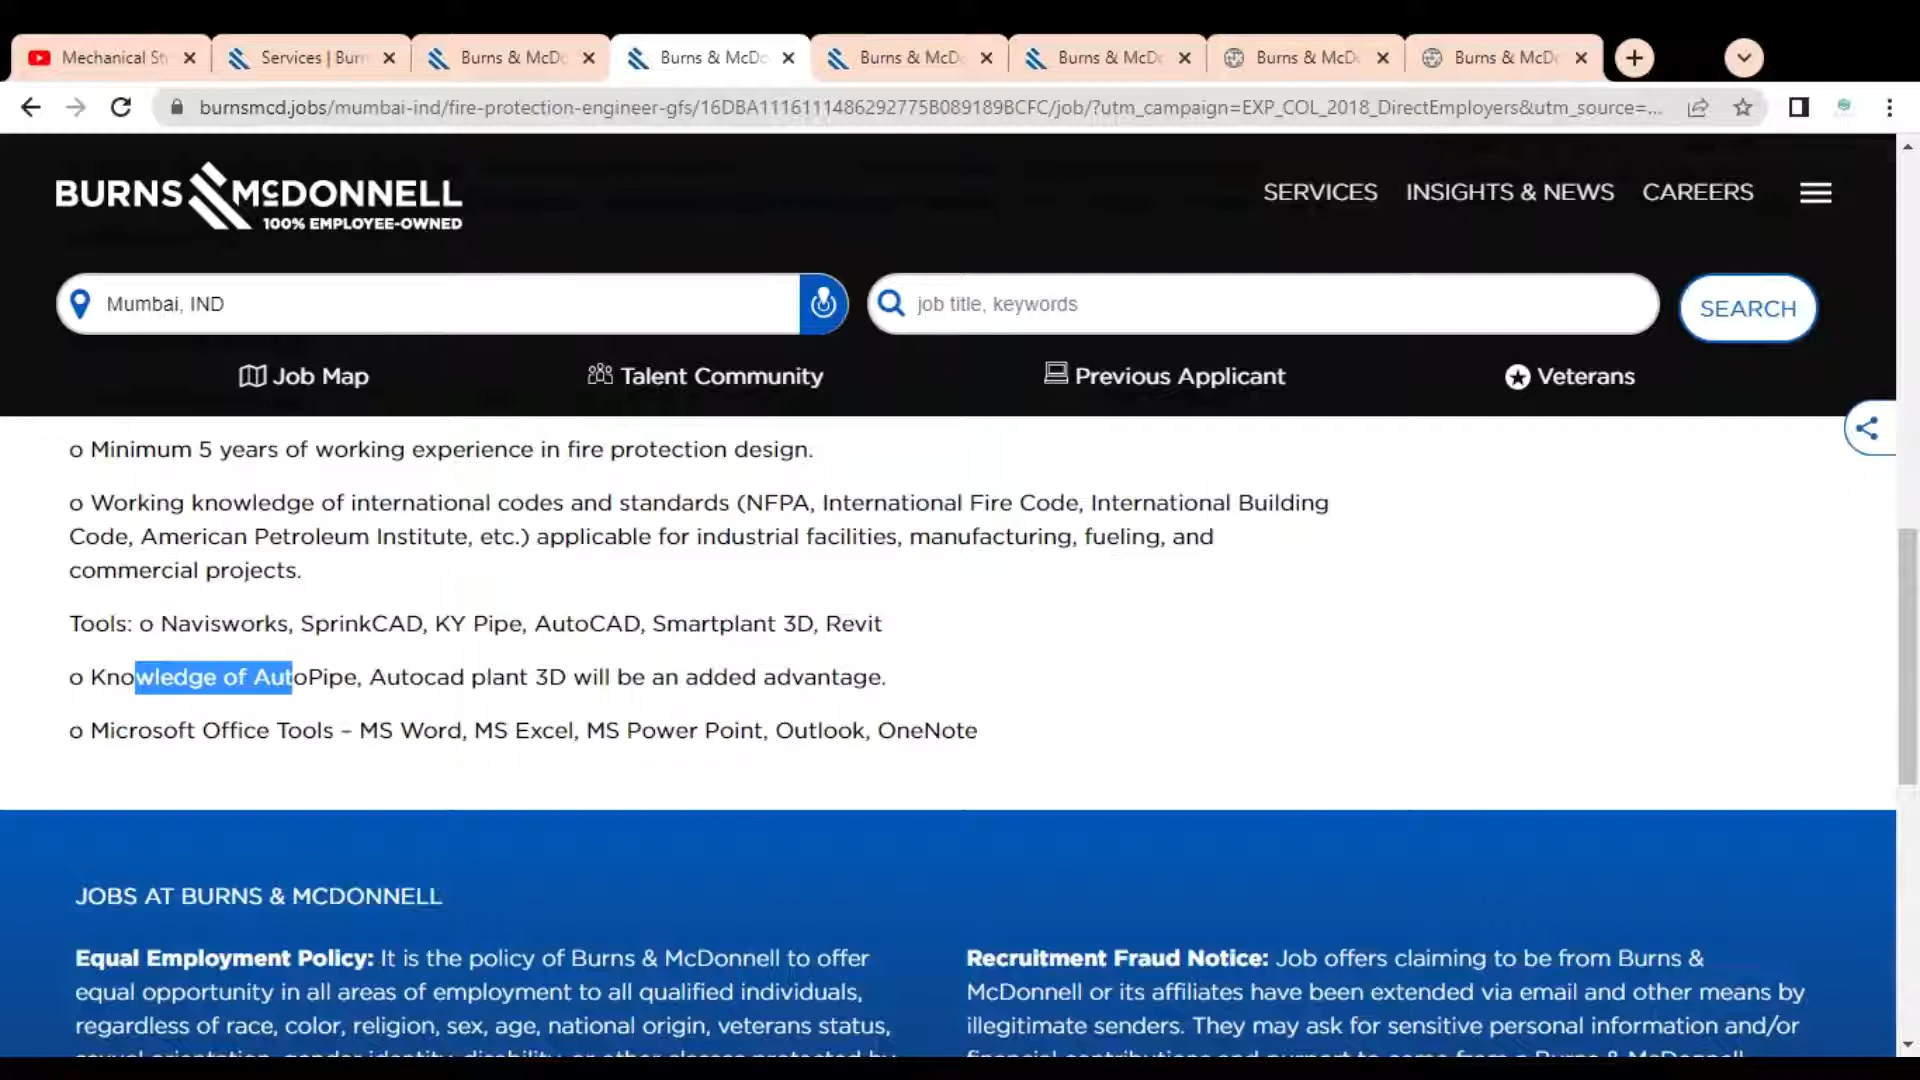 Mechanical St
Services | Burn
Burns & McDo
Burns & McDo
Burns & McD
Burns & McDo
Burns & McDo
Burns & McDo
burnsmcd.jobs/mumbai-ind/fire-protection-engineer-gfs/16DBA1116111486292775B089189BCFC/job/?utm_campaign=EXP_COL_2018_DirectEmployers&utm_source=...
BURNS McDONNELL
100% EMPLOYEE-OWNED
SERVICES INSIGHTS & NEWS CAREERS
Mumbai, IND
job title, keywords
SEARCH
Job Map
Talent Community
Previous Applicant
Veterans
o Minimum 5 years of working experience in fire protection design.
o Working knowledge of international codes and standards (NFPA, International Fire Code, International Building
Code, American Petroleum Institute, etc.) applicable for industrial facilities, manufacturing, fueling, and
commercial projects.
Tools: o Navisworks, SprinkCAD, KY Pipe, AutoCAD, Smartplant 3D, Revit
o Knowledge of AutoPipe, Autocad plant 3D will be an added advantage.
o Microsoft Office Tools – MS Word, MS Excel, MS Power Point, Outlook, OneNote
JOBS AT BURNS & MCDONNELL
Equal Employment Policy: It is the policy of Burns & McDonnell to offer
equal opportunity in all areas of employment to all qualified individuals,
regardless of race, color, religion, sex, age, national origin, veterans status,
Recruitment Fraud Notice: Job offers claiming to be from Burns &
McDonnell or its affiliates have been extended via email and other means by
illegitimate senders. They may ask for sensitive personal information and/or